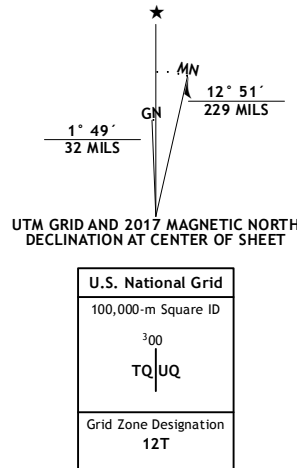 ★
MN
GN
12° 51´
229 MILS
1° 49´
32 MILS
UTM GRID AND 2017 MAGNETIC NORTH
DECLINATION AT CENTER OF SHEET
U.S. National Grid
100,000-m Square ID
³00
TQ UQ
Grid Zone Designation
12T